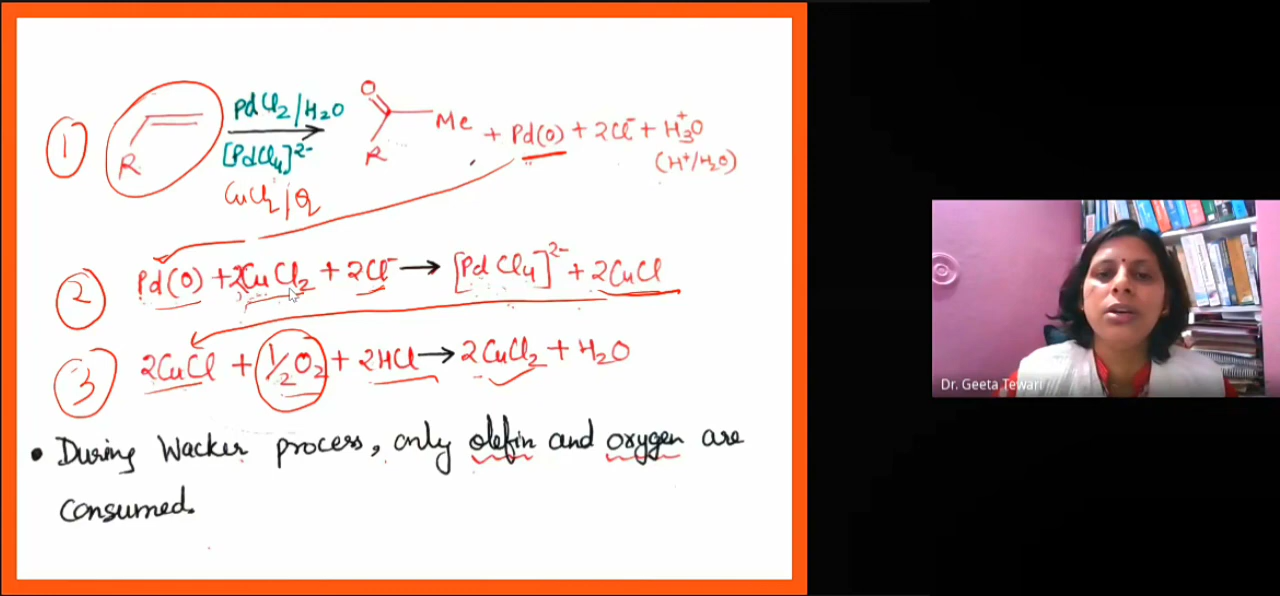 1
PdCl2/H2O
[PdCl4]2-
CuCl2/O2
R
O
Me
R
+ Pd(0) + 2Cl- + H3O+
(H+/H2O)
2 Pd(0) + 2CuCl2 + 2Cl- → [PdCl4]2- + 2CuCl
3 2CuCl + 1/2O2 + 2HCl → 2CuCl2 + H2O
• During Wacker process, only olefin and oxygen are
consumed.
Dr. Geeta Tewari